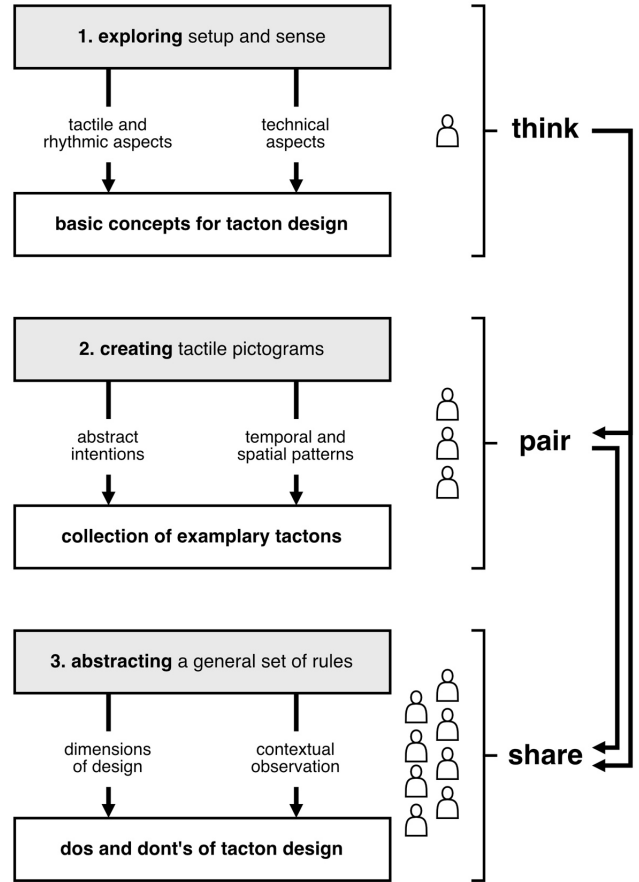 1. exploring setup and sense
tactile and
rhythmic aspects
technical
aspects
basic concepts for tacton design
think
2. creating tactile pictograms
abstract
intentions
temporal and
spatial patterns
collection of examplary tactons
pair
3. abstracting a general set of rules
dimensions
of design
contextual
observation
dos and dont's of tacton design
share